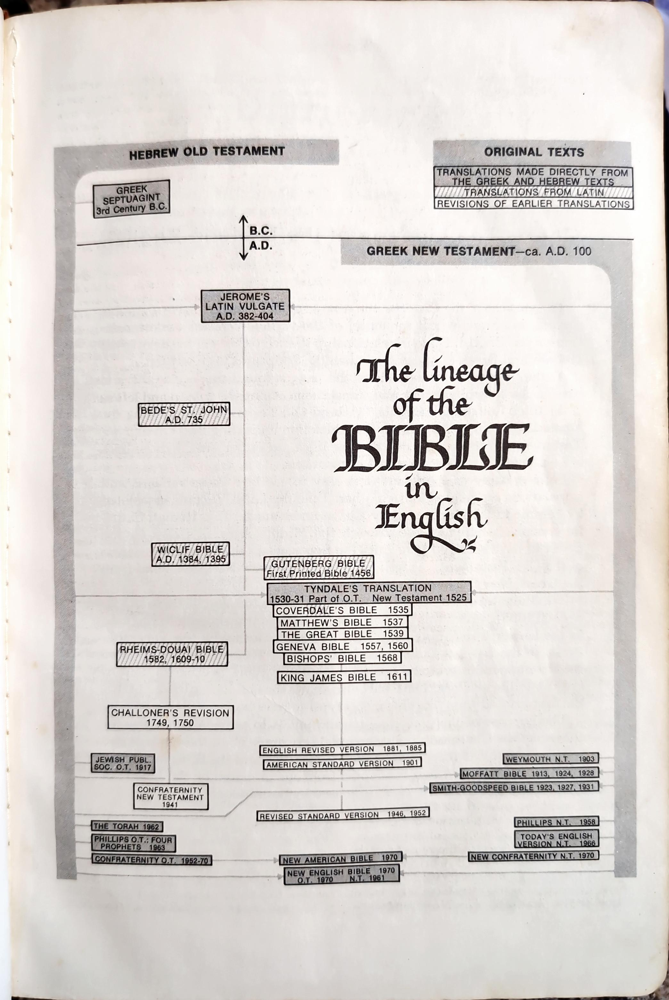 HEBREW OLD TESTAMENT
ORIGINAL TEXTS
TRANSLATIONS MADE DIRECTLY FROM
THE GREEK AND HEBREW TEXTS
TRANSLATIONS FROM LATIN
REVISIONS OF EARLIER TRANSLATIONS
GREEK
SEPTUAGINT
3rd Century B.C.
B.C.
A.D.
GREEK NEW TESTAMENT—ca. A.D. 100
JEROME'S
LATIN VULGATE
A.D. 382-404
The lineage
of the
BIBLE
in
English
BEDE'S ST. JOHN
A.D. 735
WICLIF BIBLE
A.D. 1384, 1395
GUTENBERG BIBLE
First Printed Bible 1456
TYNDALE'S TRANSLATION
1530-31 Part of O.T. New Testament 1525
COVERDALE'S BIBLE 1535
MATTHEW'S BIBLE 1537
THE GREAT BIBLE 1539
GENEVA BIBLE 1557, 1560
BISHOPS' BIBLE 1568
KING JAMES BIBLE 1611
RHEIMS-DOUAI BIBLE
1582, 1609-10
CHALLONER'S REVISION
1749, 1750
ENGLISH REVISED VERSION 1881, 1885
AMERICAN STANDARD VERSION 1901
JEWISH PUBL.
SOC. O.T. 1917
WEYMOUTH N.T. 1903
MOFFATT BIBLE 1913, 1924, 1928
SMITH-GOODSPEED BIBLE 1923, 1927, 1931
CONFRATERNITY
NEW TESTAMENT
1941
REVISED STANDARD VERSION 1946, 1952
THE TORAH 1962
PHILLIPS O.T.: FOUR
PROPHETS 1963
CONFRATERNITY O.T. 1952-70
PHILLIPS N.T. 1958
TODAY'S ENGLISH
VERSION N.T. 1966
NEW CONFRATERNITY N.T. 1970
NEW AMERICAN BIBLE 1970
NEW ENGLISH BIBLE 1970
O.T. 1970 N.T. 1961